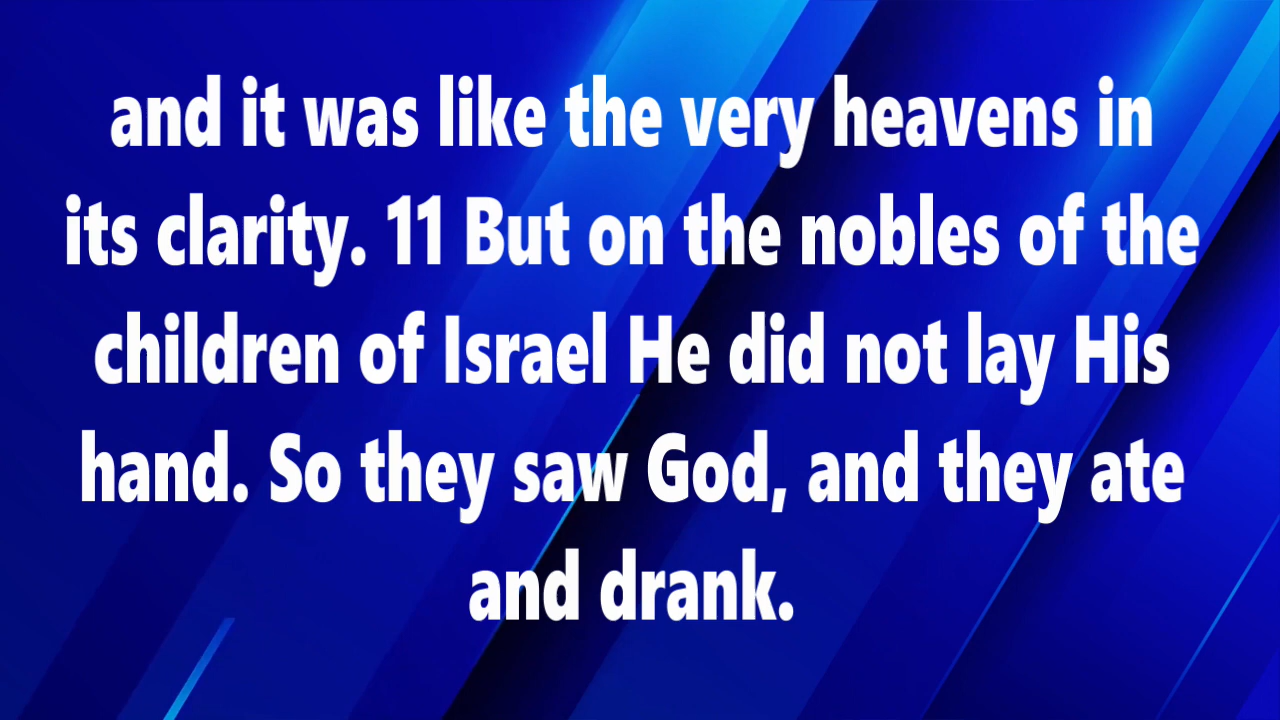 and it was like the very heavens in
its clarity. 11 But on the nobles of the
children of Israel He did not lay His
hand. So they saw God, and they ate
and drank.